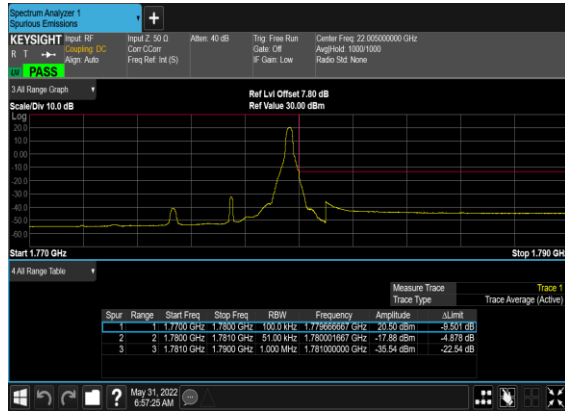 Spectrum Analyzer 1
Spurious Emissions
KEYSIGHT Input: RF Input Z: 50 Ω Atten: 40 dB Trig: Free Run Center Freq: 22.005000000 GHz
R T Coupling: DC Corr CCorr Gate: Off Avg|Hold: 1000/1000
Align: Auto Freq Ref: Int (S) IF Gain: Low Radio Std: None
PASS
3 All Range Graph
Ref Lvl Offset 7.80 dB
Scale/Div 10.0 dB Ref Value 30.00 dBm
Log
20.0
10.0
0.00
-10.0
-20.0
-30.0
-40.0
-50.0
-60.0
Start 1.770 GHz Stop 1.790 GH
4 All Range Table
Measure Trace Trace 1
Trace Type Trace Average (Active)
Spur Range Start Freq Stop Freq RBW Frequency Amplitude ΔLimit
1 1 1.7700 GHz 1.7800 GHz 100.0 kHz 1.779666667 GHz 20.50 dBm -9.501 dB
2 2 1.7800 GHz 1.7810 GHz 51.00 kHz 1.780001667 GHz -17.88 dBm -4.878 dB
3 3 1.7810 GHz 1.7900 GHz 1.000 MHz 1.781000000 GHz -35.54 dBm -22.54 dB
? May 31, 2022
6:57:25 AM